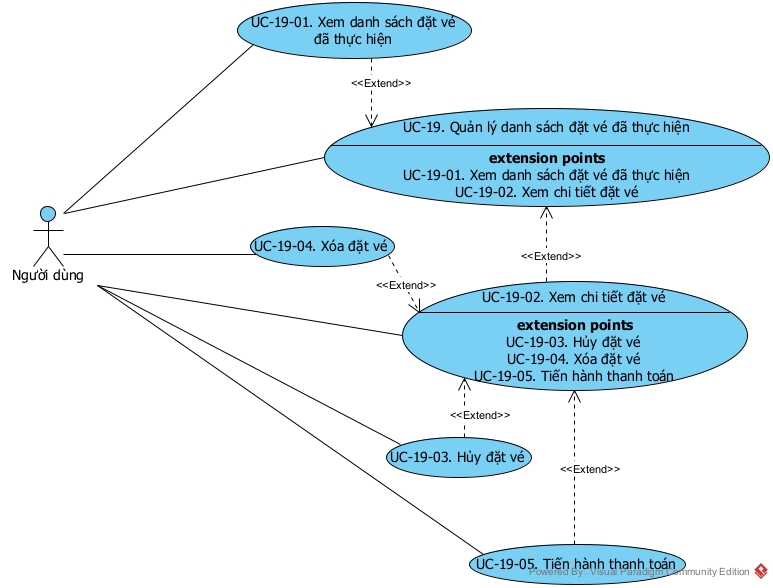 UC-19-01. Xem danh sách đặt vé
đã thực hiện
<<Extend>>
UC-19. Quản lý danh sách đặt vé đã thực hiện
extension points
UC-19-01. Xem danh sách đặt vé đã thực hiện
UC-19-02. Xem chi tiết đặt vé
Người dùng
UC-19-04. Xóa đặt vé
<<Extend>>
<<Extend>>
UC-19-02. Xem chi tiết đặt vé
extension points
UC-19-03. Hủy đặt vé
UC-19-04. Xóa đặt vé
UC-19-05. Tiến hành thanh toán
<<Extend>>
UC-19-03. Hủy đặt vé
<<Extend>>
UC-19-05. Tiến hành thanh toán
Powered By: Visual Paradigm Community Edition